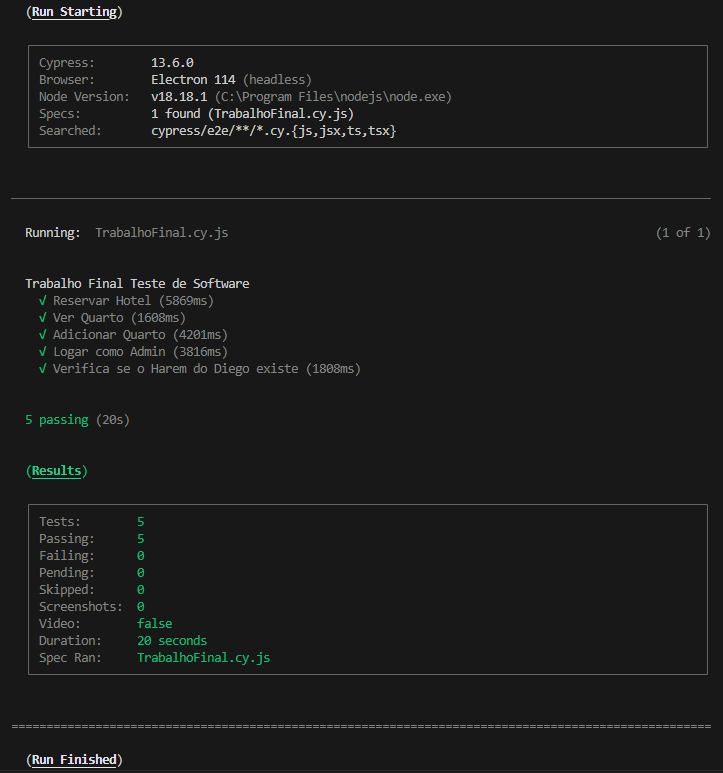 (Run Starting)
Cypress: 13.6.0
Browser: Electron 114 (headless)
Node Version: v18.18.1 (C:\Program Files\nodejs\node.exe)
Specs: 1 found (TrabalhoFinal.cy.js)
Searched: cypress/e2e/**/*.cy.{js,jsx,ts,tsx}
Running: TrabalhoFinal.cy.js (1 of 1)
Trabalho Final Teste de Software
√ Reservar Hotel (5869ms)
√ Ver Quarto (1608ms)
√ Adicionar Quarto (4201ms)
√ Logar como Admin (3816ms)
√ Verifica se o Harem do Diego existe (1808ms)
5 passing (20s)
(Results)
Tests: 5
Passing: 5
Failing: 0
Pending: 0
Skipped: 0
Screenshots: 0
Video: false
Duration: 20 seconds
Spec Ran: TrabalhoFinal.cy.js
(Run Finished)